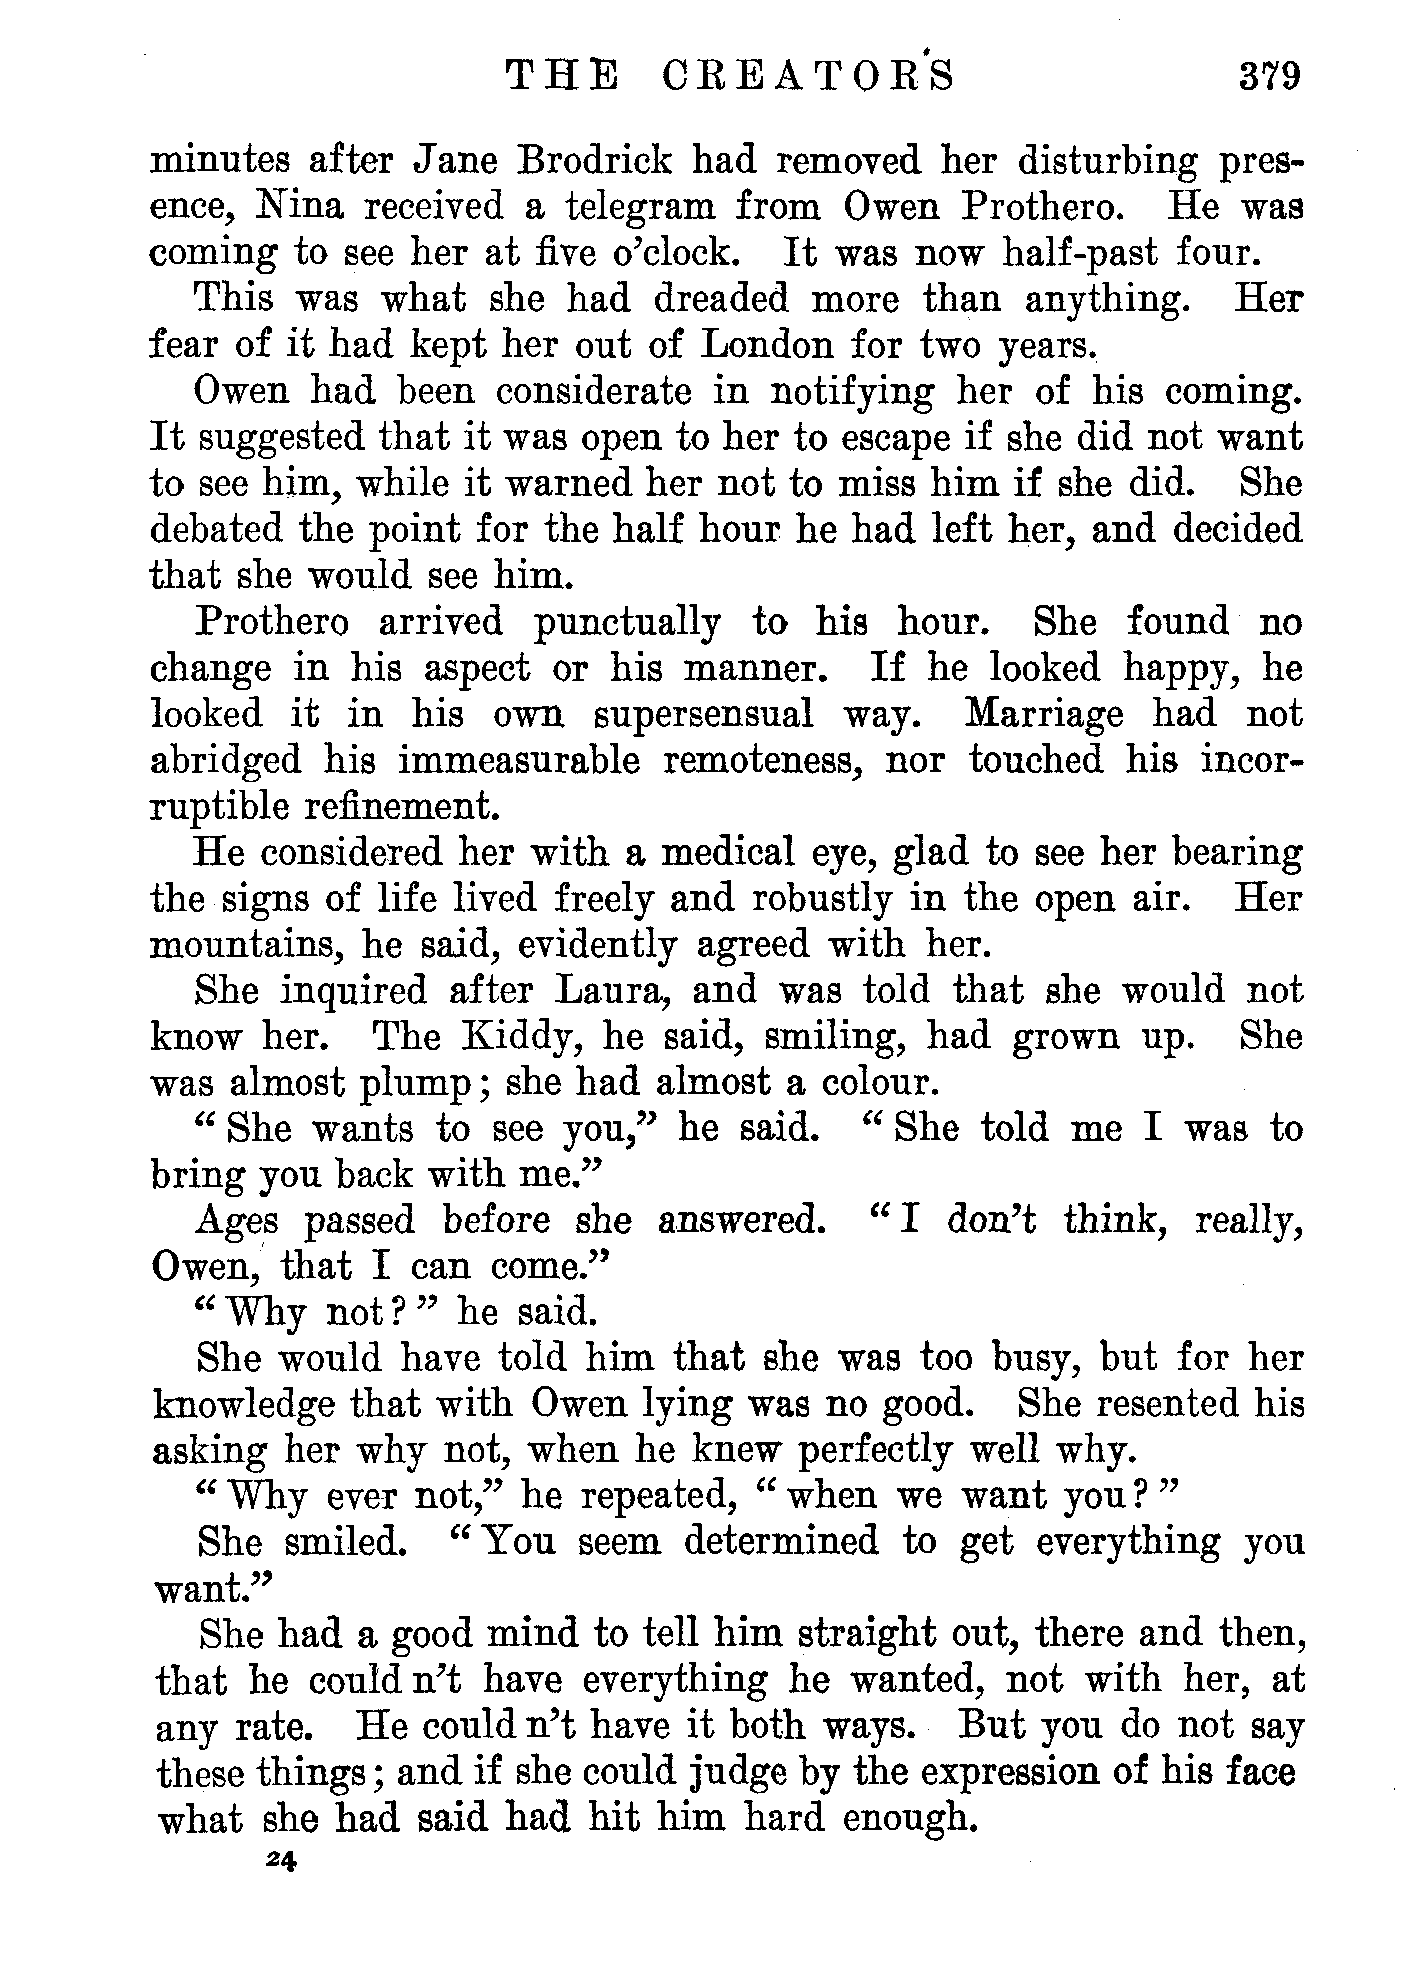 THE CREATORS 379
minutes after Jane Brodrick had removed her disturbing pres-
ence, Nina received a telegram from Owen Prothero. He was
coming to see her at five o’clock. It was now half-past four.
This was what she had dreaded more than anything. Her
fear of it had kept her out of London for two years.
Owen had been considerate in notifying her of his coming.
It suggested that it was open to her to escape if she did not want
to see him, while it warned her not to miss him if she did. She
debated the point for the half hour he had left her, and decided
that she would see him.
Prothero arrived punctually to his hour. She found no
change in his aspect or his manner. If he looked happy, he
looked it in his own supersensual way. Marriage had not
abridged his immeasurable remoteness, nor touched his incor-
ruptible refinement.
He considered her with a medical eye, glad to see her bearing
the signs of life lived freely and robustly in the open air. Her
mountains, he said, evidently agreed with her.
She inquired after Laura, and was told that she would not
know her. The Kiddy, he said, smiling, had grown up. She
was almost plump; she had almost a colour.
“She wants to see you,” he said. “She told me I was to
bring you back with me.”
Ages passed before she answered. “I don’t think, really,
Owen, that I can come.”
“Why not?” he said.
She would have told him that she was too busy, but for her
knowledge that with Owen lying was no good. She resented his
asking her why not, when he knew perfectly well why.
“Why ever not,” he repeated, “when we want you?”
She smiled. “You seem determined to get everything you
want.”
She had a good mind to tell him straight out, there and then,
that he could n’t have everything he wanted, not with her, at
any rate. He could n’t have it both ways. But you do not say
these things; and if she could judge by the expression of his face
what she had said had hit him hard enough.
24